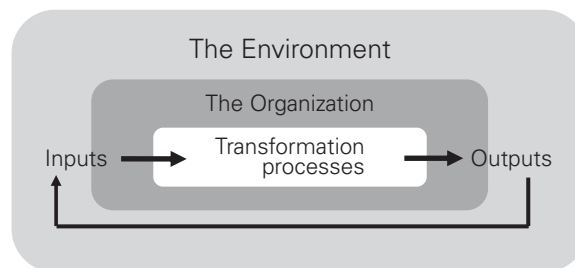 The Environment
The Organization
Inputs
Transformation
processes
Outputs